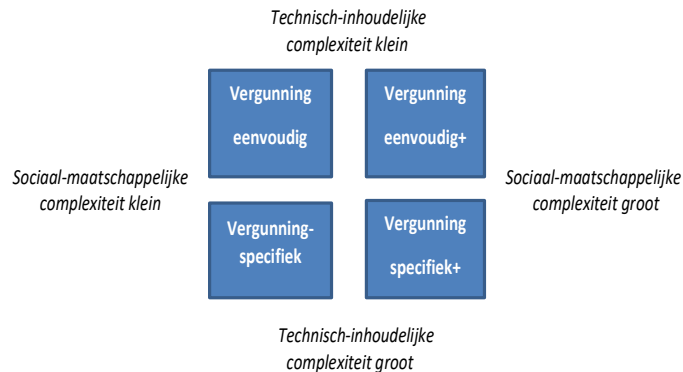 Technisch-inhoudelijke
complexiteit klein
Vergunning
eenvoudig
Vergunning
eenvoudig+
Sociaal-maatschappelijke
complexiteit klein
Sociaal-maatschappelijke
complexiteit groot
Vergunning-
specifiek
Vergunning
specifiek+
Technisch-inhoudelijke
complexiteit groot